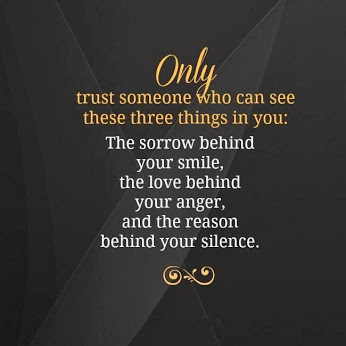 Only
trust someone who can see
these three things in you:
The sorrow behind
your smile,
the love behind
your anger,
and the reason
behind your silence.